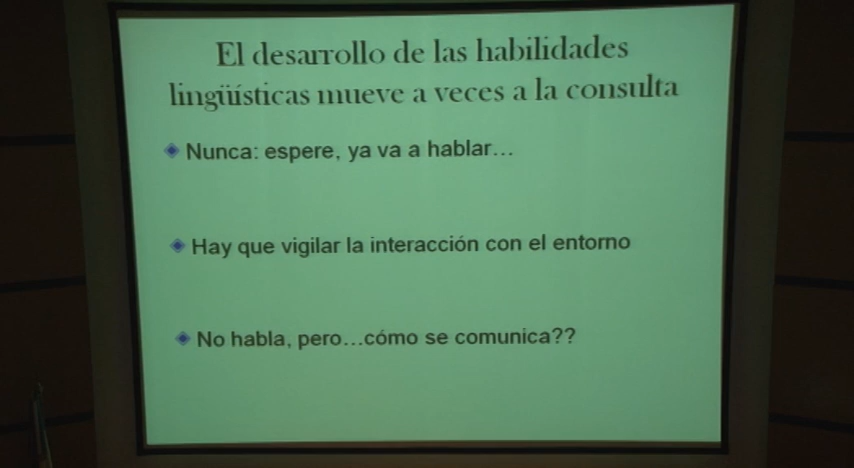 El desarrollo de las habilidades
lingüísticas mueve a veces a la consulta
Nunca: espere, ya va a hablar...
Hay que vigilar la interacción con el entorno
No habla, pero...cómo se comunica??